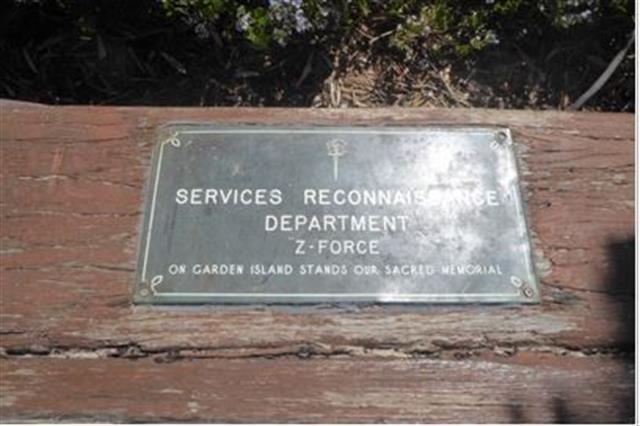 SERVICES RECONNAISSANCE
DEPARTMENT
Z-FORCE
ON GARDEN ISLAND STANDS OUR SACRED MEMORIAL